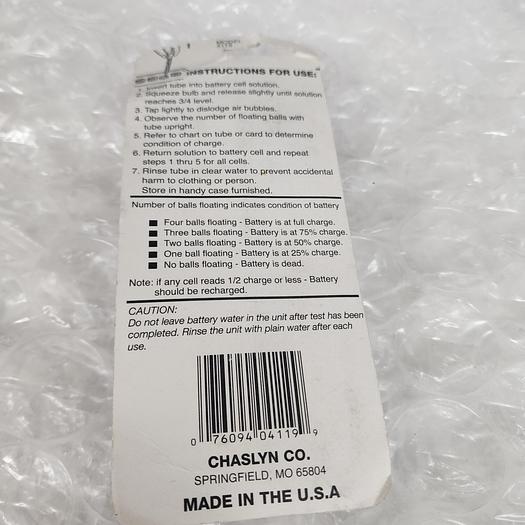 MODEL
INSTRUCTIONS FOR USE:
1. Insert tube into battery cell solution.
2. Squeeze bulb and release slightly until solution
reaches 3/4 level.
3. Tap lightly to dislodge air bubbles.
4. Observe the number of floating balls with
tube upright.
5. Refer to chart on tube or card to determine
condition of charge.
6. Return solution to battery cell and repeat
steps 1 thru 5 for all cells.
7. Rinse tube in clear water to prevent accidental
harm to clothing or person.
Store in handy case furnished.
Number of balls floating indicates condition of battery
Four balls floating - Battery is at full charge.
Three balls floating - Battery is at 75% charge.
Two balls floating - Battery is at 50% charge.
One ball floating - Battery is at 25% charge.
No balls floating - Battery is dead.
Note: if any cell reads 1/2 charge or less - Battery
should be recharged.
CAUTION:
Do not leave battery water in the unit after test has been
completed. Rinse the unit with plain water after each
use.
0 76094 04119 9
CHASLYN CO.
SPRINGFIELD, MO 65804
MADE IN THE U.S.A